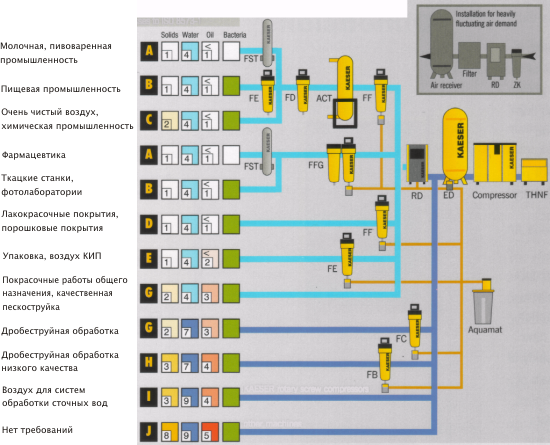 Solids Water Oil Bacteria
Installation for heavily
fluctuating air demand
Filter
Air receiver RD ZK
Молочная, пивоваренная
промышленность
A 1 4 <1
FST
Пищевая промышленность
B 1 4 <1
FE FD ACT FF
KAESER
Очень чистый воздух,
химическая промышленность
C 2 4 <1
KAESER
Фармацевтика
A 1 4 <1
FST FFG
Ткацкие станки,
фотолаборатории
B 1 4 <1
RD ED Compressor THNF
Лакокрасочные покрытия,
порошковые покрытия
D 1 4 <1
FF
Упаковка, воздух КИП
E 1 4 <2
FE
Покрасочные работы общего
назначения, качественная
пескоструйка
G 2 4 3
Aquamat
Дробеструйная обработка
G 2 7 3
FC
Дробеструйная обработка
низкого качества
H 3 7 4
FB
Воздух для систем
обработки сточных вод
I 3 9 4
Нет требований
J 8 9 5